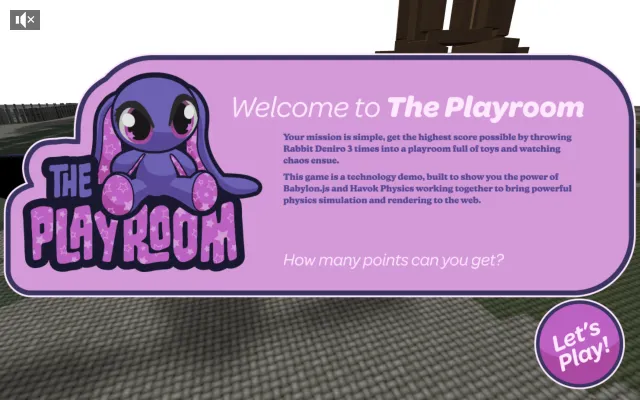 Welcome to The Playroom
Your mission is simple, get the highest score possible by throwing
Rabbit Deniro 3 times into a playroom full of toys and watching
chaos ensue.
This game is a technology demo, built to show you the power of
Babylon.js and Havok Physics working together to bring powerful
physics simulation and rendering to the web.
How many points can you get?
THE
PLAYROOM
Let's
Play!